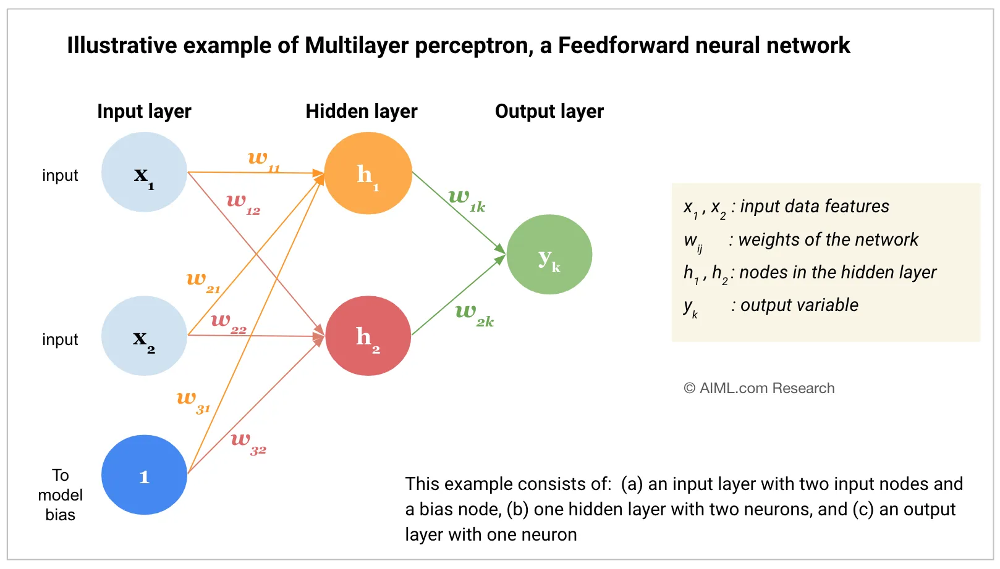 Illustrative example of Multilayer perceptron, a Feedforward neural network
Input layer
Hidden layer
Output layer
input
x1
w11
h1
w12
w1k
yk
w21
input
x2
w22
h2
w2k
w31
w32
To
model
bias
1
x1 , x2 : input data features
wij : weights of the network
h1 , h2 : nodes in the hidden layer
yk : output variable
© AIML.com Research
This example consists of: (a) an input layer with two input nodes and
a bias node, (b) one hidden layer with two neurons, and (c) an output
layer with one neuron